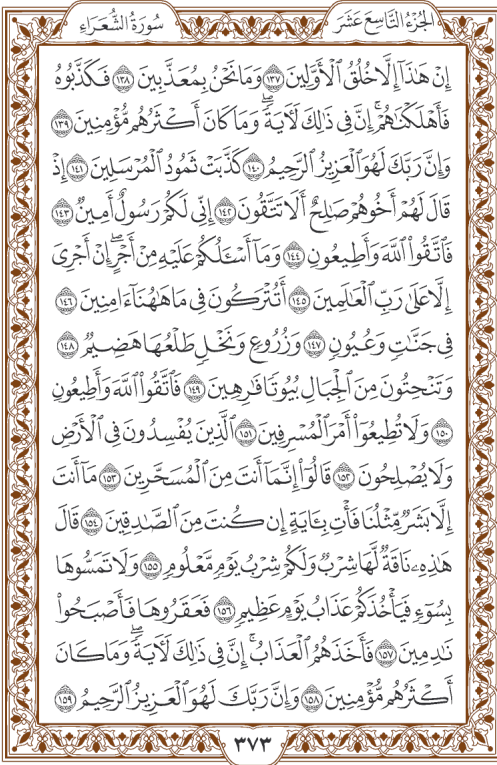 الجزء التاسع عشر
سورة الشعراء
إِنْ هَٰذَآ إِلَّا خُلُقُ ٱلْأَوَّلِينَ ١٣٧ وَمَا نَحْنُ بِمُعَذَّبِينَ ١٣٨ فَكَذَّبُوهُ
فَأَهْلَكْنَٰهُمْ ۗ إِنَّ فِى ذَٰلِكَ لَءَايَةً ۖ وَمَا كَانَ أَكْثَرُهُم مُّؤْمِنِينَ ١٣٩
وَإِنَّ رَبَّكَ لَهُوَ ٱلْعَزِيزُ ٱلرَّحِيمُ ١٤٠ كَذَّبَتْ ثَمُودُ ٱلْمُرْسَلِينَ ١٤١ إِذْ
قَالَ لَهُمْ أَخُوهُمْ صَٰلِحٌ أَلَا تَتَّقُونَ ١٤٢ إِنِّى لَكُمْ رَسُولٌ أَمِينٌ ١٤٣
فَٱتَّقُوا۟ ٱللَّهَ وَأَطِيعُونِ ١٤٤ وَمَآ أَسْـَٔلُكُمْ عَلَيْهِ مِنْ أَجْرٍ ۖ إِنْ أَجْرِىَ
إِلَّا عَلَىٰ رَبِّ ٱلْعَٰلَمِينَ ١٤٥ أَتُتْرَكُونَ فِى مَا هَٰهُنَآ ءَامِنِينَ ١٤٦
فِى جَنَّٰتٍ وَعُيُونٍ ١٤٧ وَزُرُوعٍ وَنَخْلٍ طَلْعُهَا هَضِيمٌ ١٤٨
وَتَنْحِتُونَ مِنَ ٱلْجِبَالِ بُيُوتًا فَٰرِهِينَ ١٤٩ فَٱتَّقُوا۟ ٱللَّهَ وَأَطِيعُونِ
١٥٠ وَلَا تُطِيعُوٓا۟ أَمْرَ ٱلْمُسْرِفِينَ ١٥١ ٱلَّذِينَ يُفْسِدُونَ فِى ٱلْأَرْضِ
وَلَا يُصْلِحُونَ ١٥٢ قَالُوٓا۟ إِنَّمَآ أَنتَ مِنَ ٱلْمُسَحَّرِينَ ١٥٣ مَآ أَنتَ
إِلَّا بَشَرٌ مِّثْلُنَا فَأْتِ بِـَٔايَةٍ إِن كُنتَ مِنَ ٱلصَّٰدِقِينَ ١٥٤ قَالَ
هَٰذِهِۦ نَاقَةٌ لَّهَا شِرْبٌ وَلَكُمْ شِرْبُ يَوْمٍ مَّعْلُومٍ ١٥٥ وَلَا تَمَسُّوهَا
بِسُوٓءٍ فَيَأْخُذَكُمْ عَذَابُ يَوْمٍ عَظِيمٍ ١٥٦ فَعَقَرُوهَا فَأَصْبَحُوا۟
نَٰدِمِينَ ١٥٧ فَأَخَذَهُمُ ٱلْعَذَابُ ۗ إِنَّ فِى ذَٰلِكَ لَءَايَةً ۖ وَمَا كَانَ
أَكْثَرُهُم مُّؤْمِنِينَ ١٥٨ وَإِنَّ رَبَّكَ لَهُوَ ٱلْعَزِيزُ ٱلرَّحِيمُ ١٥٩
٣٧٣